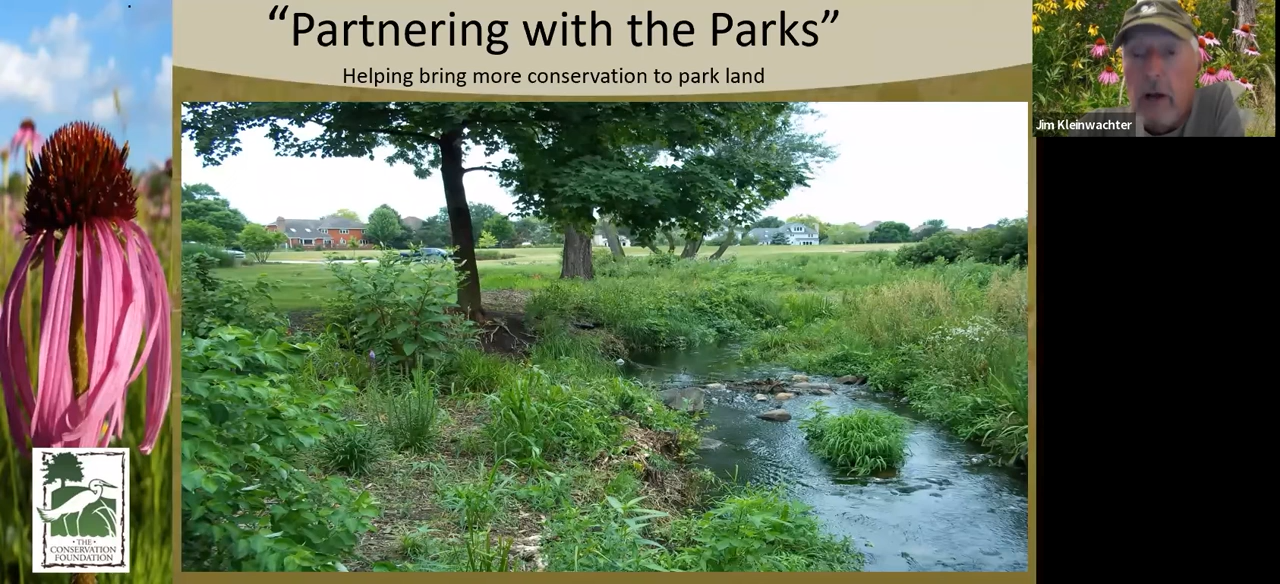 “Partnering with the Parks”
Helping bring more conservation to park land
Jim Kleinwachter
· THE ·
CONSERVATION
FOUNDATION